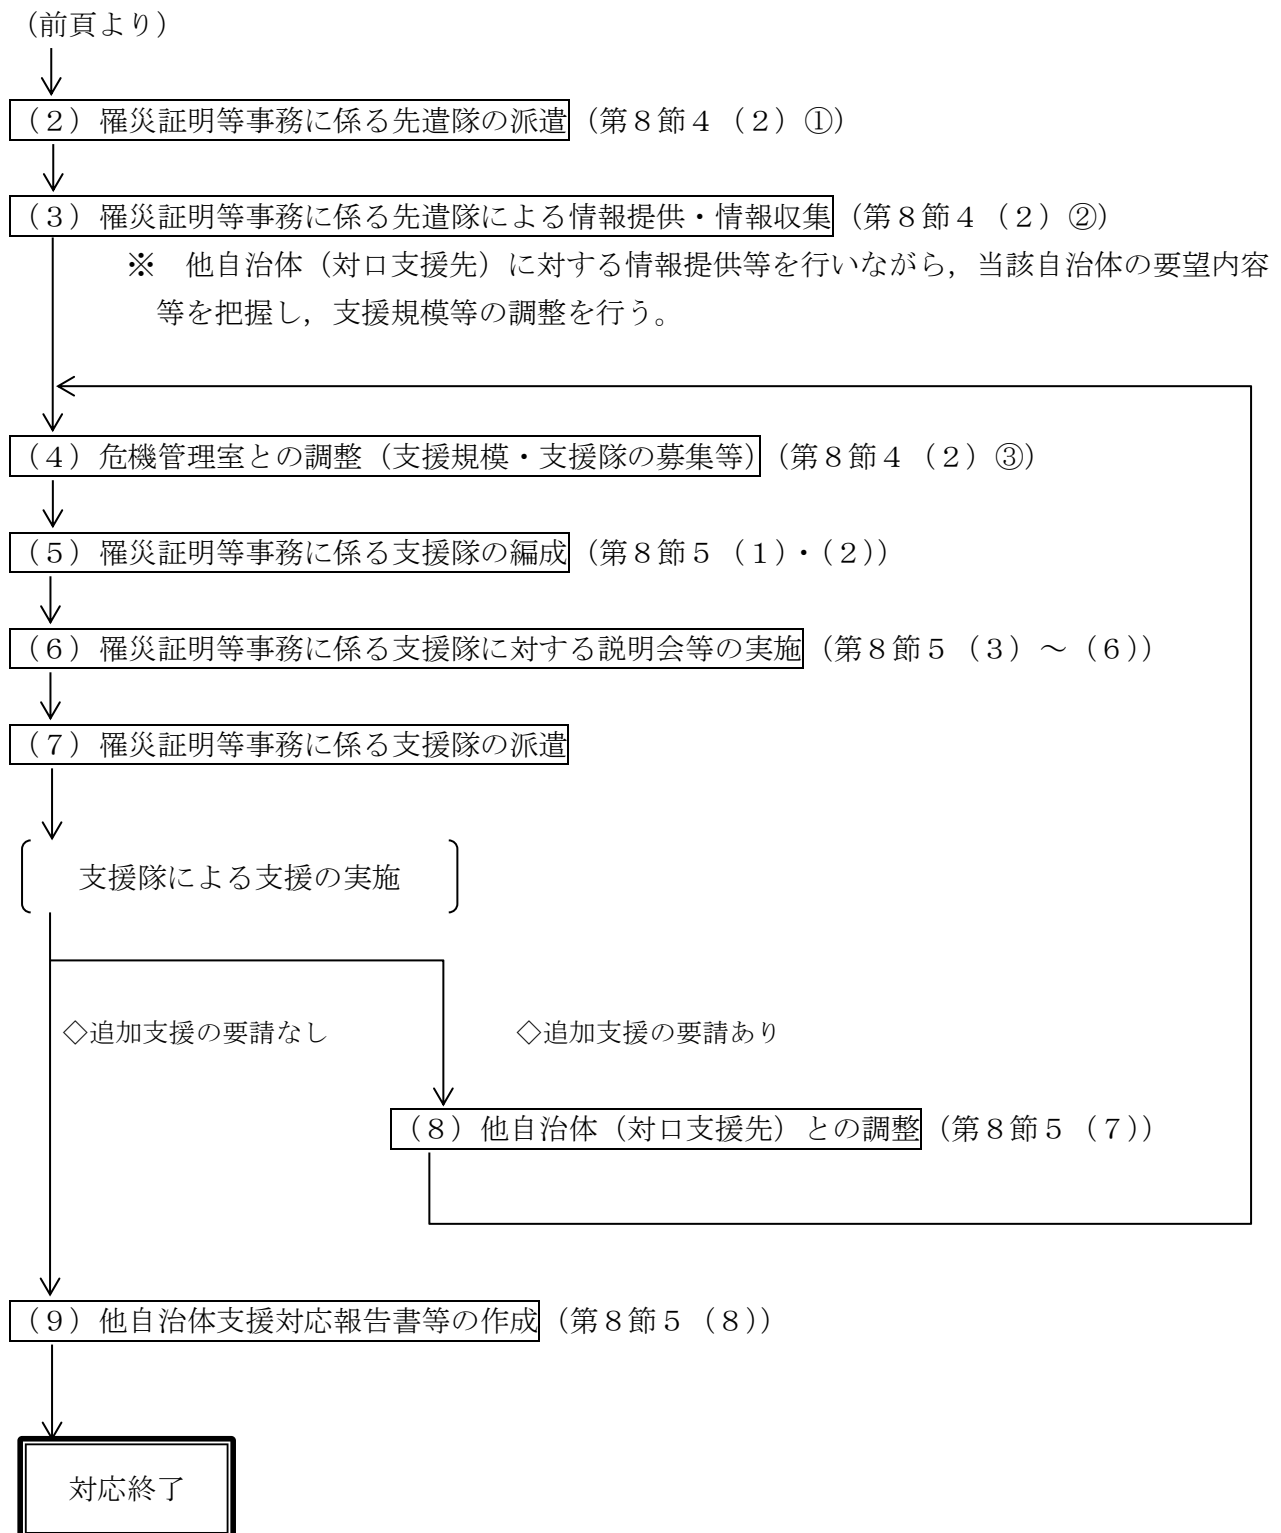 （前頁より）
（２）罹災証明等事務に係る先遣隊の派遣（第８節４（２）①）
（３）罹災証明等事務に係る先遣隊による情報提供・情報収集（第８節４（２）②）
※　他自治体（対口支援先）に対する情報提供等を行いながら，当該自治体の要望内容
等を把握し，支援規模等の調整を行う。
（４）危機管理室との調整（支援規模・支援隊の募集等）（第８節４（２）③）
（５）罹災証明等事務に係る支援隊の編成（第８節５（１）・（２））
（６）罹災証明等事務に係る支援隊に対する説明会等の実施（第８節５（３）～（６））
（７）罹災証明等事務に係る支援隊の派遣
支援隊による支援の実施
◇追加支援の要請なし　◇追加支援の要請あり
（８）他自治体（対口支援先）との調整（第８節５（７））
（９）他自治体支援対応報告書等の作成（第８節５（８））
対応終了